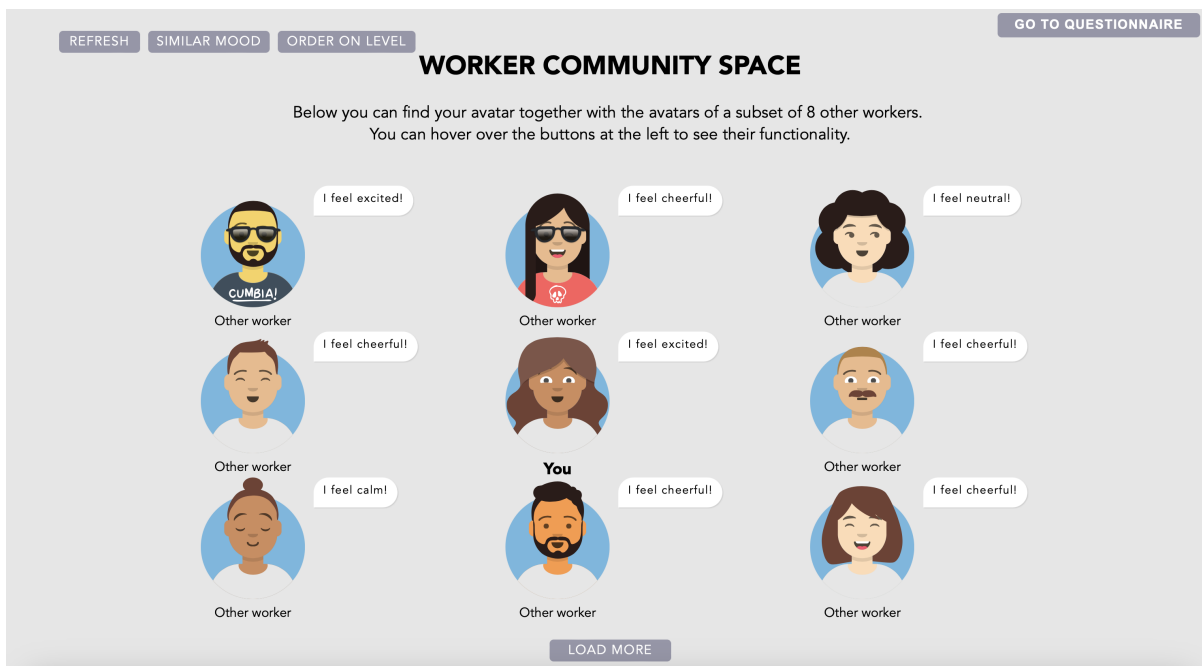 GO TO QUESTIONNAIRE
REFRESH
SIMILAR MOOD
ORDER ON LEVEL
WORKER COMMUNITY SPACE
Below you can find your avatar together with the avatars of a subset of 8 other workers.
You can hover over the buttons at the left to see their functionality.
I feel excited!
I feel cheerful!
I feel neutral!
CUMBIA!
Other worker
Other worker
Other worker
I feel cheerful!
I feel excited!
I feel cheerful!
Other worker
You
Other worker
I feel calm!
I feel cheerful!
I feel cheerful!
Other worker
Other worker
Other worker
LOAD MORE